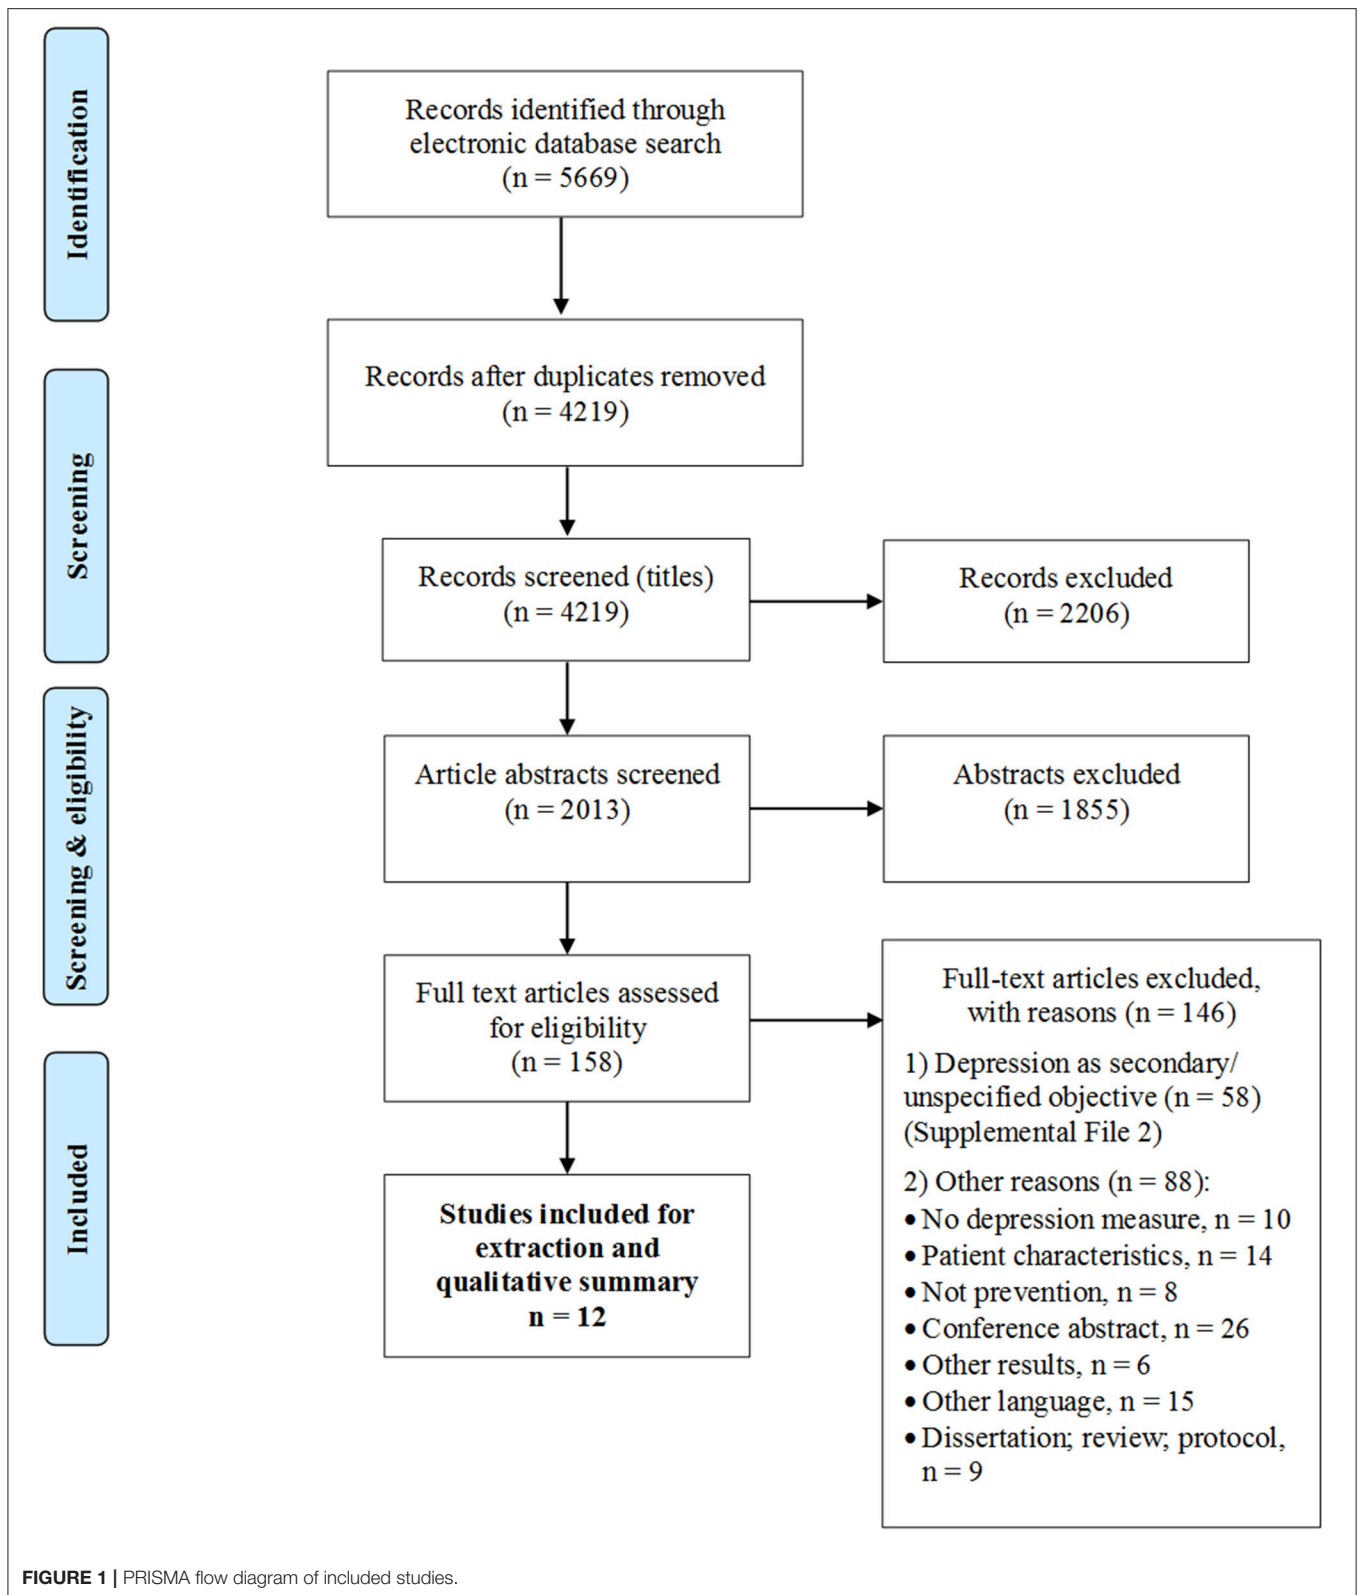 Identification
Records identified through
electronic database search
(n = 5669)
Records after duplicates removed
(n = 4219)
Screening
Records screened (titles)
(n = 4219)
Records excluded
(n = 2206)
Screening & eligibility
Article abstracts screened
(n = 2013)
Abstracts excluded
(n = 1855)
Full text articles assessed
for eligibility
(n = 158)
Full-text articles excluded,
with reasons (n = 146)
1) Depression as secondary/
unspecified objective (n = 58)
(Supplemental File 2)
2) Other reasons (n = 88):
• No depression measure, n = 10
• Patient characteristics, n = 14
• Not prevention, n = 8
• Conference abstract, n = 26
• Other results, n = 6
• Other language, n = 15
• Dissertation; review; protocol,
n = 9
Included
Studies included for
extraction and
qualitative summary
n = 12
FIGURE 1 | PRISMA flow diagram of included studies.